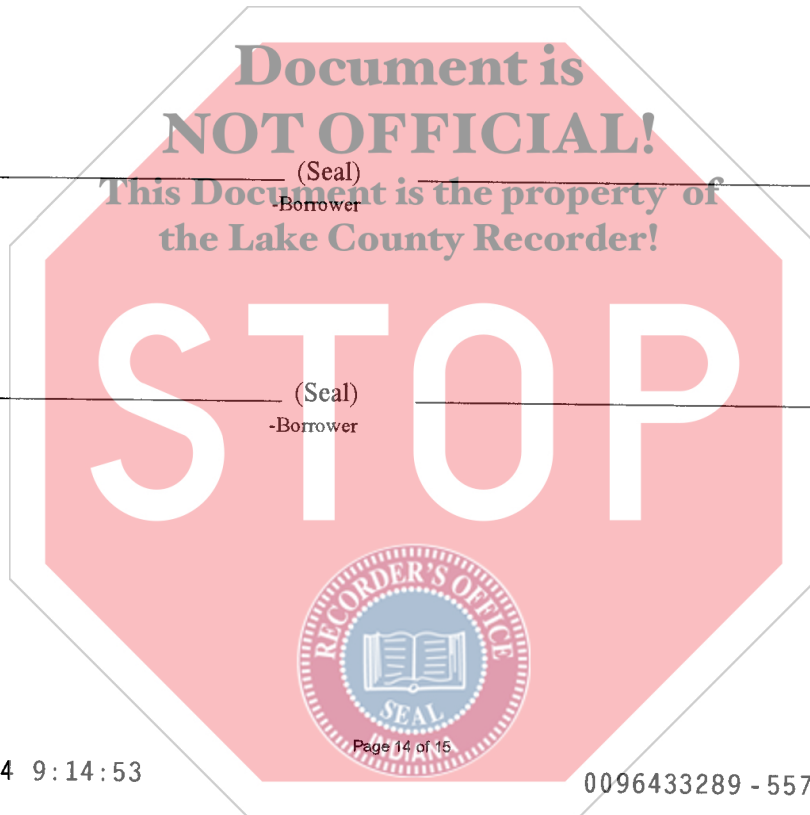 Document is
NOT OFFICIAL!
(Seal)
This Document is the property of
-Borrower
the Lake County Recorder!
STOP
(Seal)
-Borrower
RECORDER'S OFFICE
SEAL
INDIANA
Page 14 of 15
4 9:14:53
0096433289 - 557